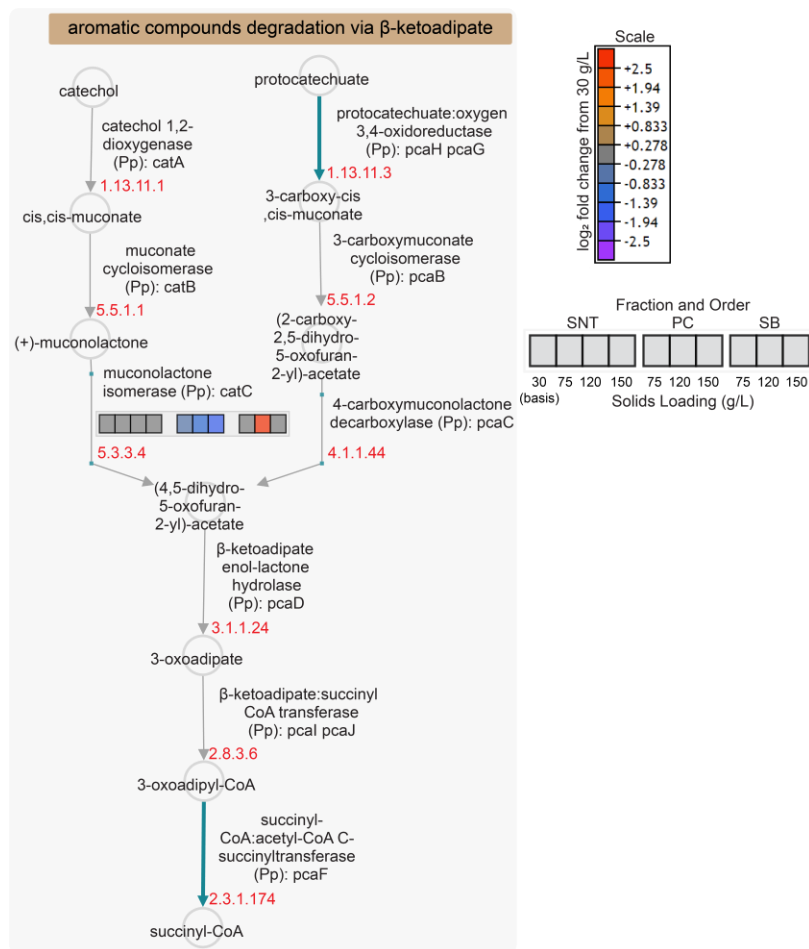 aromatic compounds degradation via β-ketoadipate
catechol
catechol 1,2-
dioxygenase
(Pp): catA
1.13.11.1
cis,cis-muconate
muconate
cycloisomerase
(Pp): catB
5.5.1.1
(+)-muconolactone
muconolactone
isomerase (Pp): catC
5.3.3.4
protocatechuate
protocatechuate:oxygen
3,4-oxidoreductase
(Pp): pcaH pcaG
1.13.11.3
3-carboxy-cis
,cis-muconate
3-carboxymuconate
cycloisomerase
(Pp): pcaB
5.5.1.2
(2-carboxy-
2,5-dihydro-
5-oxofuran-
2-yl)-acetate
4-carboxymuconolactone
decarboxylase (Pp): pcaC
4.1.1.44
(4,5-dihydro-
5-oxofuran-
2-yl)-acetate
β-ketoadipate
enol-lactone
hydrolase
(Pp): pcaD
3.1.1.24
3-oxoadipate
β-ketoadipate:succinyl
CoA transferase
(Pp): pcaI pcaJ
2.8.3.6
3-oxoadipyl-CoA
succinyl-
CoA:acetyl-CoA C-
succinyltransferase
(Pp): pcaF
2.3.1.174
succinyl-CoA
Scale
log₂ fold change from 30 g/L
+2.5
+1.94
+1.39
+0.833
+0.278
-0.278
-0.833
-1.39
-1.94
-2.5
Fraction and Order
SNT PC SB
30 75 120 150 75 120 150 75 120 150
(basis) Solids Loading (g/L)